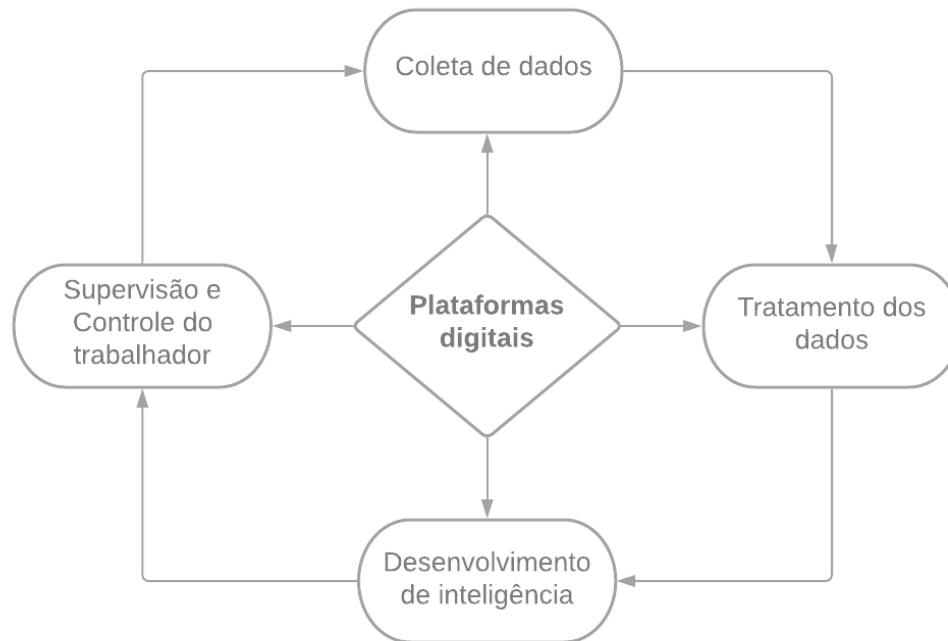 Coleta de dados
Supervisão e
Controle do
trabalhador
Plataformas
digitais
Tratamento dos
dados
Desenvolvimento
de inteligência